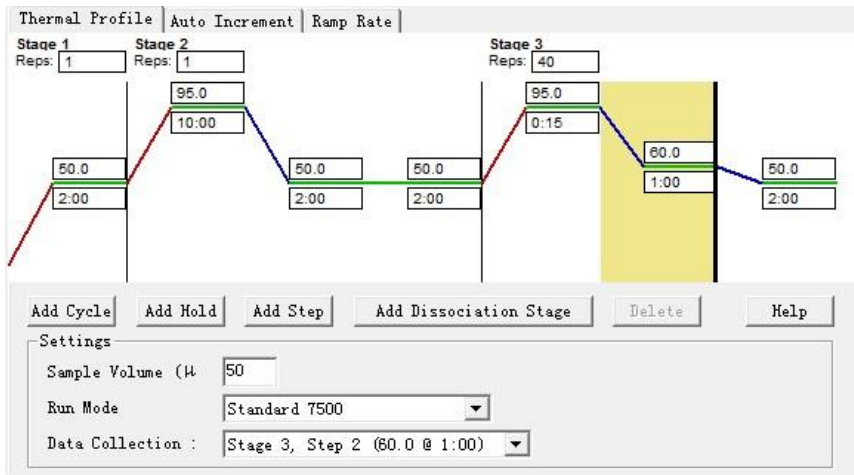 Thermal Profile Auto Increment Ramp Rate
Stage 1 Stage 2 Stage 3
Reps: 1 Reps: 1 Reps: 40
95.0 95.0
10:00 0:15
60.0
50.0 50.0 50.0 50.0
1:00
2:00 2:00 2:00 2:00
Add Cycle Add Hold Add Step Add Dissociation Stage Delete Help
Settings
Sample Volume (μ 50
Run Mode Standard 7500
Data Collection : Stage 3, Step 2 (60.0 @ 1:00)